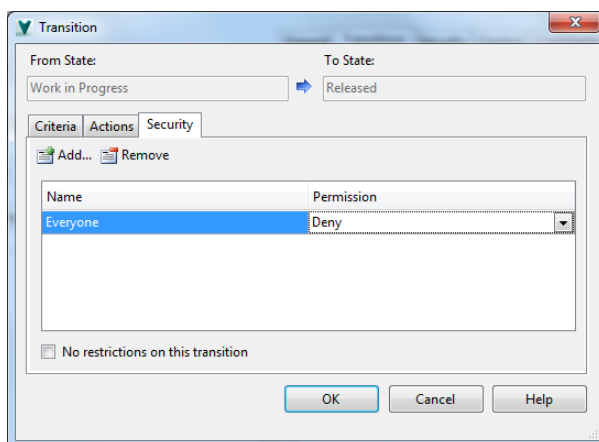 Transition
From State:
To State:
Work in Progress
Released
Criteria
Actions
Security
Add...
Remove
Name
Permission
Everyone
Deny
No restrictions on this transition
OK
Cancel
Help